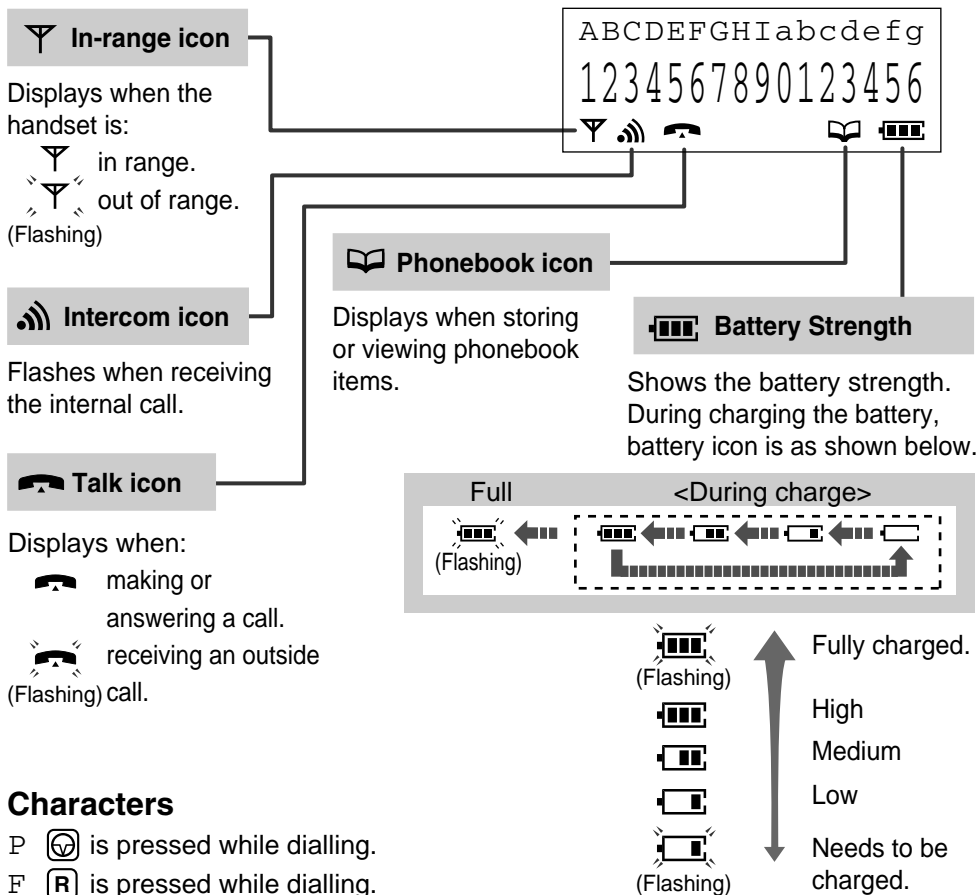 In-range icon
Displays when the
handset is:
in range.
out of range.
(Flashing)
ABCDEFGHIabcdefg
1234567890123456
Intercom icon
Flashes when receiving
the internal call.
Phonebook icon
Displays when storing
or viewing phonebook
items.
Battery Strength
Shows the battery strength.
During charging the battery,
battery icon is as shown below.
Talk icon
Displays when:
making or
answering a call.
receiving an outside
(Flashing) call.
Full <During charge>
(Flashing)
Fully charged.
(Flashing)
High
Medium
Low
Needs to be
(Flashing) charged.
Characters
P is pressed while dialling.
F R is pressed while dialling.